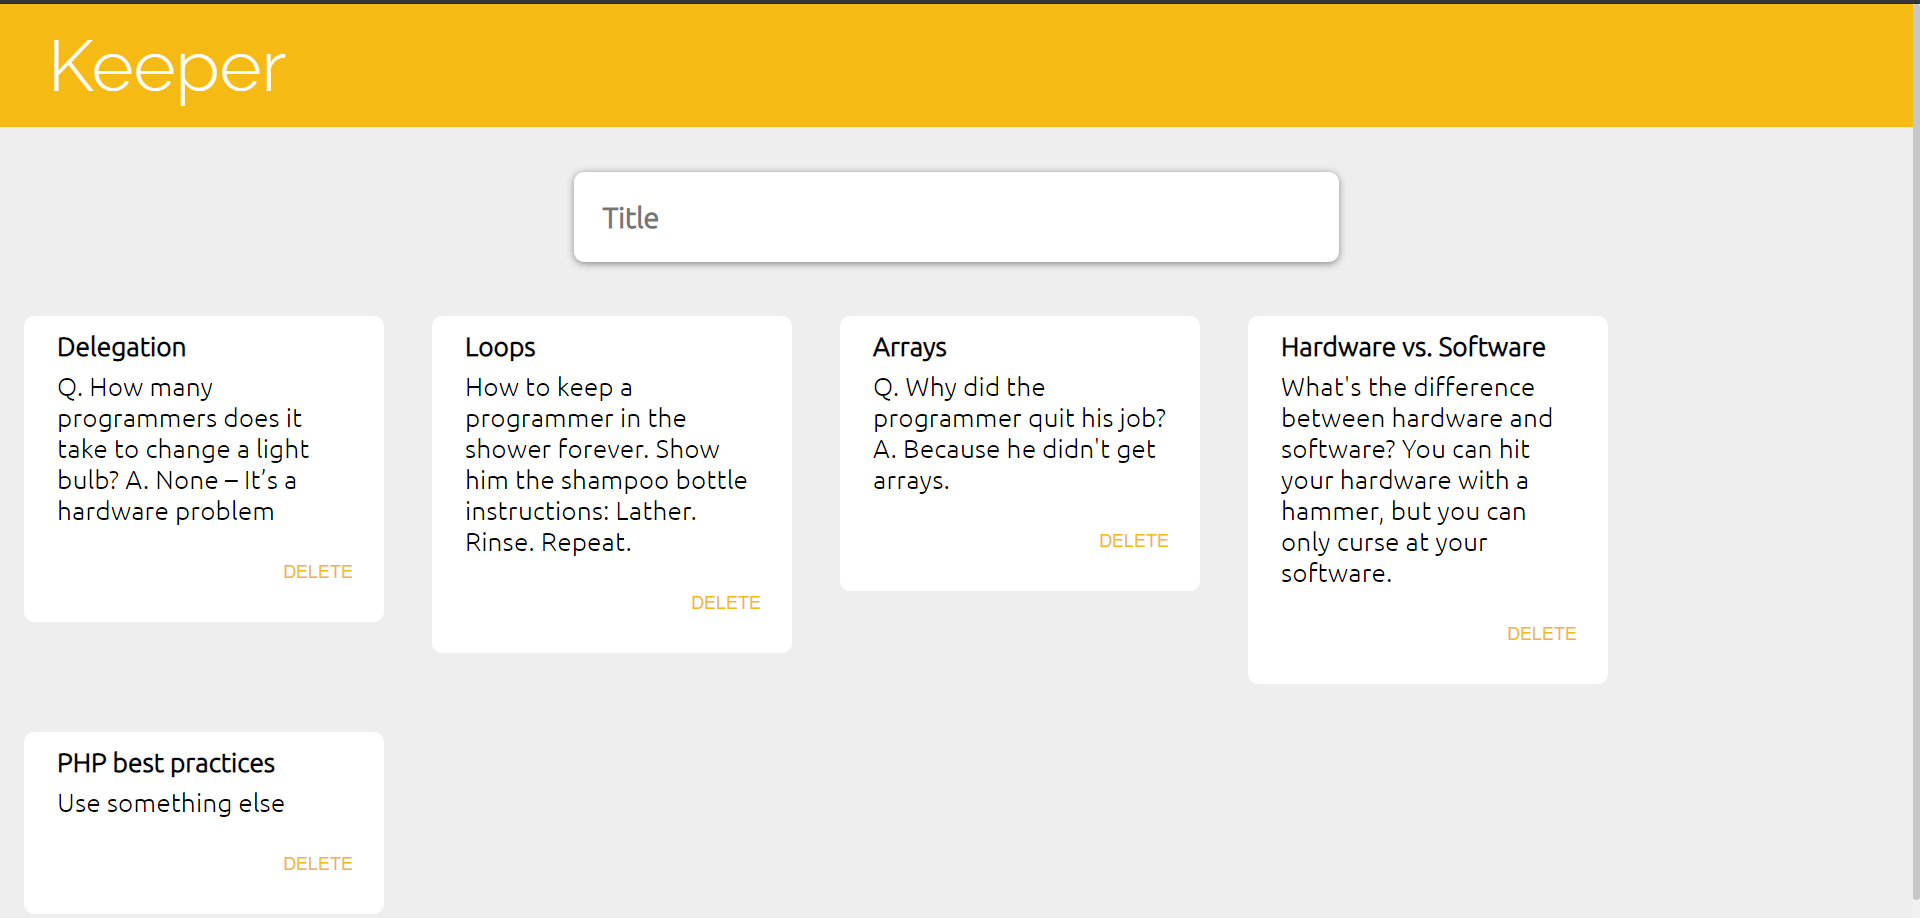 Keeper
Title
Delegation
Q. How many
programmers does it
take to change a light
bulb? A. None – It’s a
hardware problem
DELETE
Loops
How to keep a
programmer in the
shower forever. Show
him the shampoo bottle
instructions: Lather.
Rinse. Repeat.
DELETE
Arrays
Q. Why did the
programmer quit his job?
A. Because he didn't get
arrays.
DELETE
Hardware vs. Software
What's the difference
between hardware and
software? You can hit
your hardware with a
hammer, but you can
only curse at your
software.
DELETE
PHP best practices
Use something else
DELETE